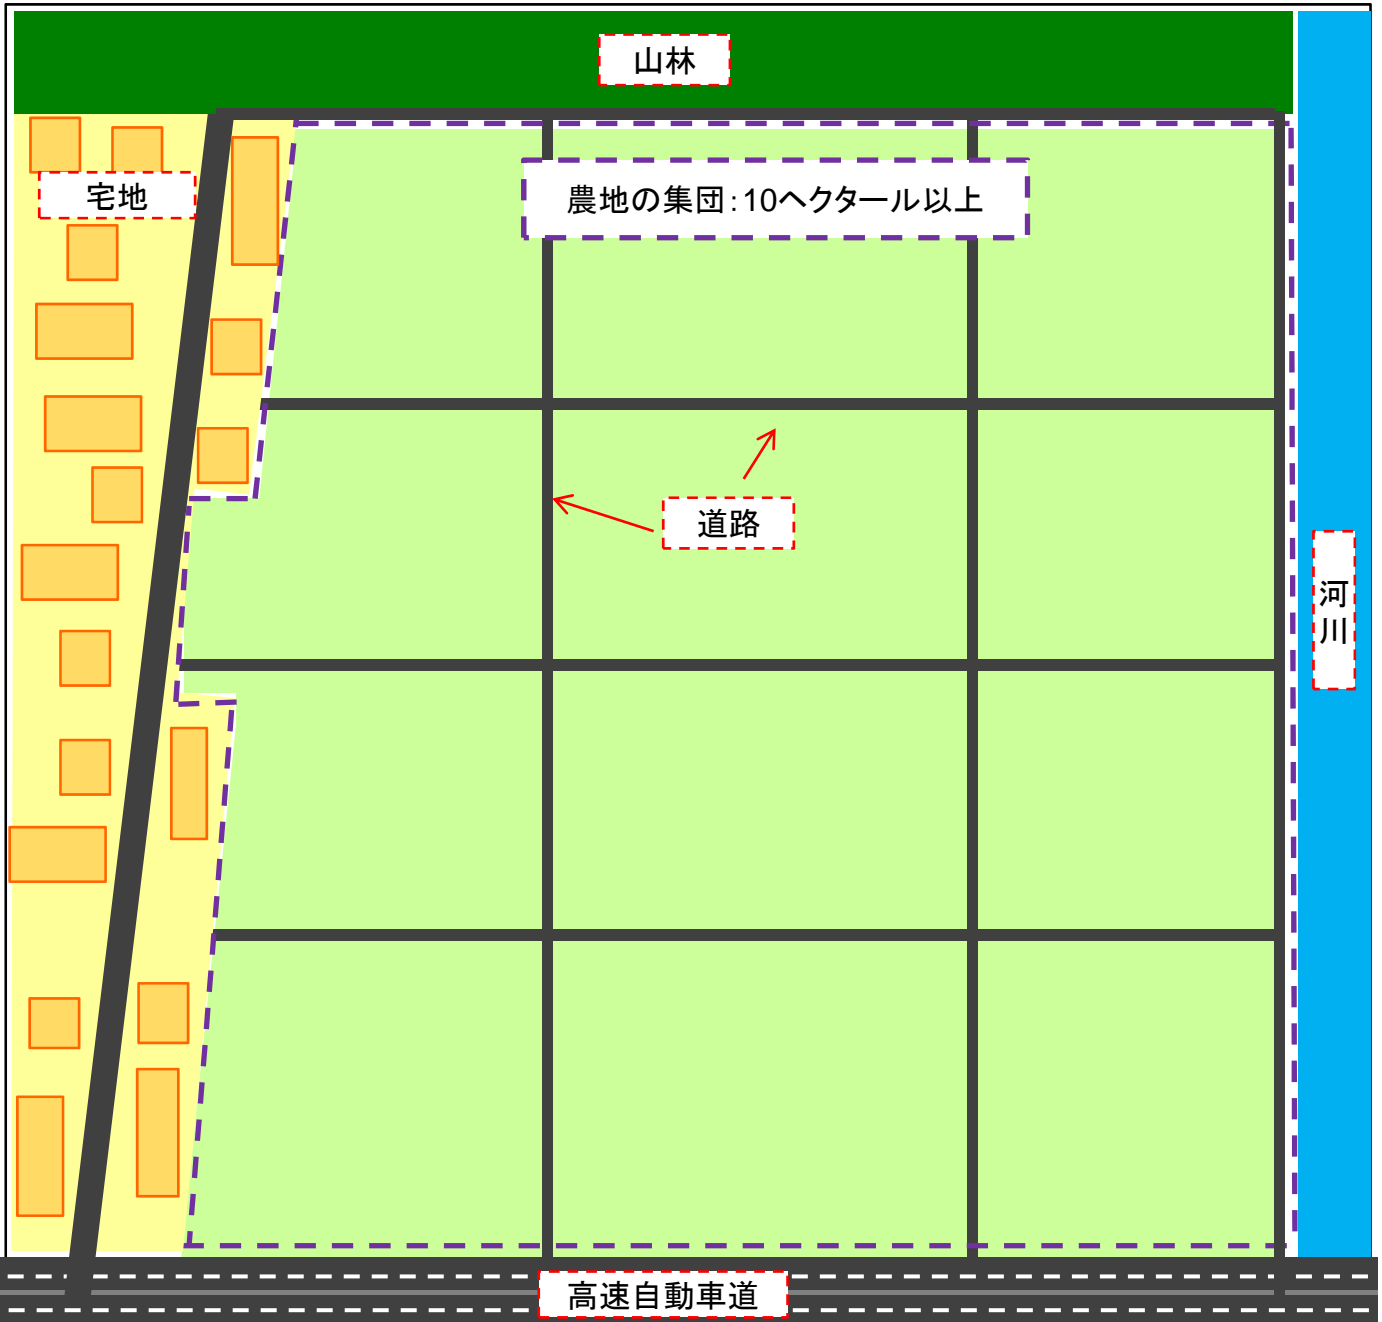 山林
宅地
農地の集団：10ヘクタール以上
道路
河川
高速自動車道